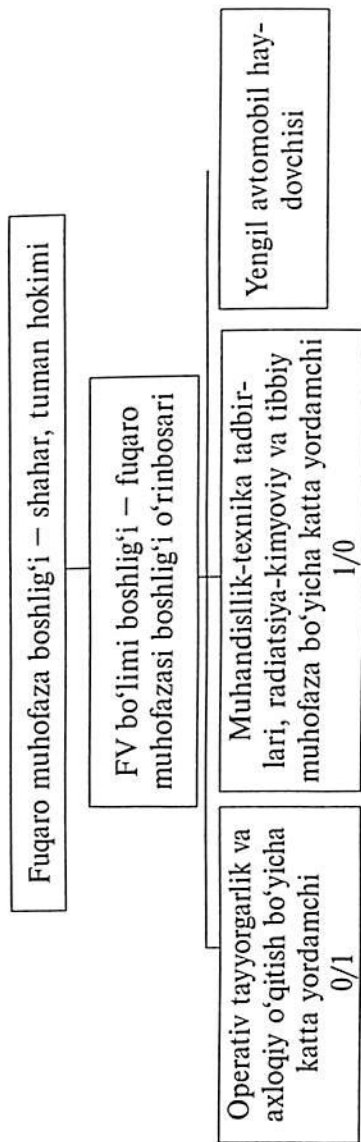 Fuqaro muhofaza boshlig‘i — shahar, tuman hokimi
FV bo‘limi boshlig‘i — fuqaro
muhofazasi boshlig‘i o‘rinbosari
Operativ tayyorgarlik va
axloqiy o‘qitish bo‘yicha
katta yordamchi
0/1
Muhandisllik-texnika tadbir-
lari, radiatsiya-kimyoviy va tibbiy
muhofaza bo‘yicha katta yordamchi
1/0
Yengil avtomobil hay-
dovchisi